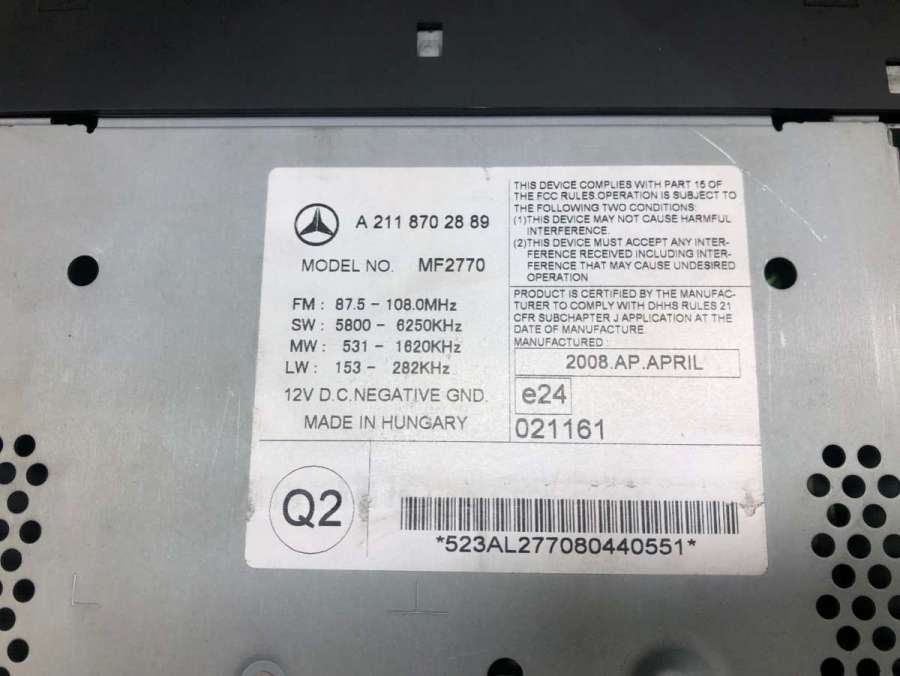 A 211 870 28 89
MODEL NO. MF2770
FM : 87.5 - 108.0MHz
SW : 5800 - 6250KHz
MW : 531 - 1620KHz
LW : 153 - 282KHz
12V D.C.NEGATIVE GND.
MADE IN HUNGARY
THIS DEVICE COMPLIES WITH PART 15 OF
THE FCC RULES.OPERATION IS SUBJECT TO
THE FOLLOWING TWO CONDITIONS:
(1)THIS DEVICE MAY NOT CAUSE HARMFUL
INTERFERENCE.
(2)THIS DEVICE MUST ACCEPT ANY INTER-
FERENCE RECEIVED INCLUDING INTER-
FERENCE THAT MAY CAUSE UNDESIRED
OPERATION
PRODUCT IS CERTIFIED BY THE MANUFAC-
TURER TO COMPLY WITH DHHS RULES 21
CFR SUBCHAPTER J APPLICATION AT THE
DATE OF MANUFACTURE
MANUFACTURED :
2008.AP.APRIL
e24
021161
Q2
*523AL277080440551*